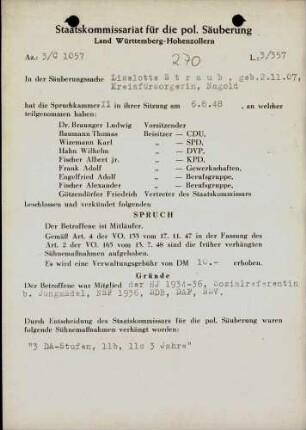 Staatskommissariat für die pol. Säuberung
Land Württemberg-Hohenzollern
Az.: 3/C 1057
270
L.3/357
In der Säuberungssache Liselotte Straub, geb.2.11.07,
Kreisfürsorgerin, Nagold
hat die Spruchkammer II in ihrer Sitzung am 6.8.48 , an welcher
teilgenommen haben:
Dr. Breunger Ludwig Vorsitzender
Baumann Thomas Beisitzer — CDU,
Wizemann Karl „ — SPD,
Hahn Wilhelm „ — DVP,
Fischer Albert jr. „ — KPD,
Frank Adolf „ — Gewerkschaften,
Engelfried Adolf „ — Berufsgruppe,
Fischer Alexander „ — Berufsgruppe,
Götzendörfer Friedrich Vertreter des Staatskommissars
beschlossen und verkündet folgenden
SPRUCH
Der Betroffene ist Mitläufer.
Gemäß Art. 4 der VO. 133 vom 17. 11. 47 in der Fassung des
Art. 2 der VO. 165 vom 13. 7. 48 sind die früher verhängten
Sühnemaßnahmen aufgehoben.
Es wird eine Verwaltungsgebühr von DM 10.- erhoben.
Gründe
Der Betroffene war Mitglied der HJ 1934-36, Sozialreferentin
b. Jungmädel, NSF 1936, RDB, DAF, NSV.
Durch Entscheidung des Staatskommissars für die pol. Säuberung waren
folgende Sühnemaßnahmen verhängt worden:
"3 DA-Stufen, 11b, 11c 3 Jahre"